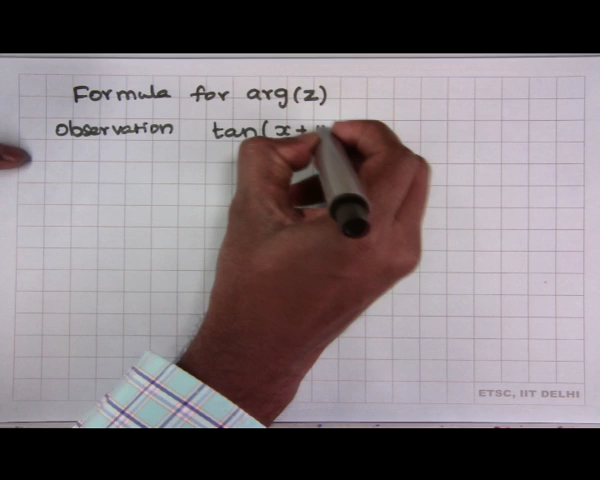 Formula for arg(z)
Observation tan(x+
ETSC, IIT DELHI